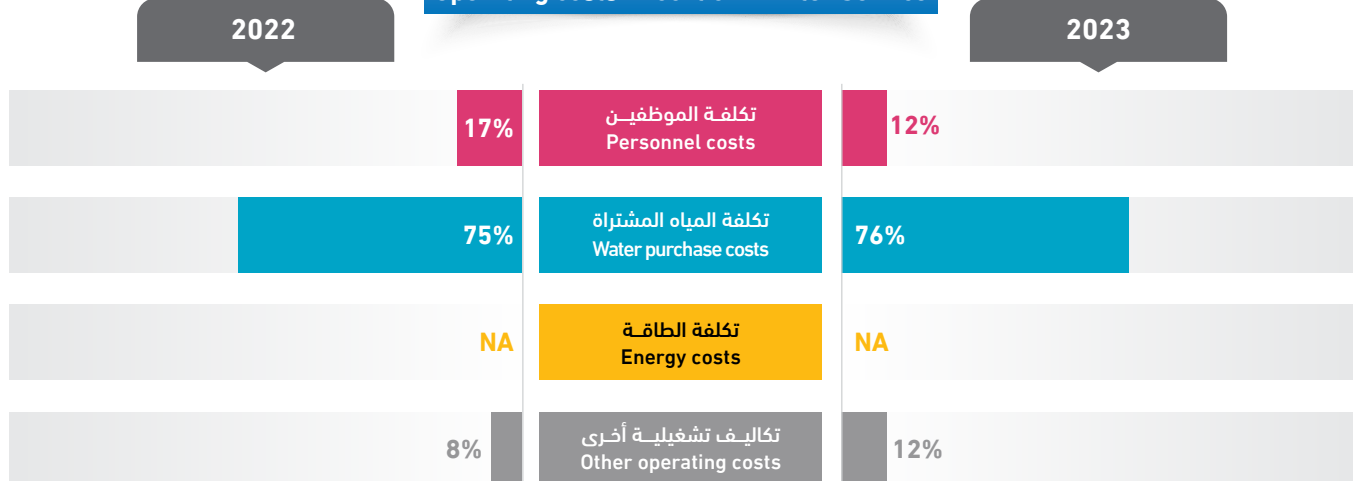 2022
2023
17%
تكلفة الموظفين
Personnel costs
12%
75%
تكلفة المياه المشتراة
Water purchase costs
76%
NA
تكلفة الطاقة
Energy costs
NA
8%
تكاليف تشغيلية أخرى
Other operating costs
12%